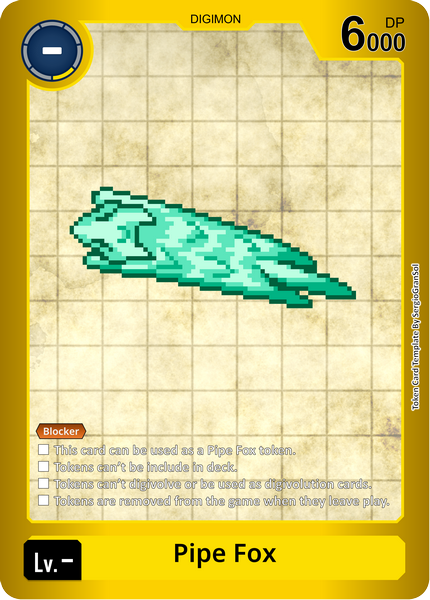 DIGIMON
-
DP
6000
Blocker
This card can be used as a Pipe Fox token.
Tokens can't be include in deck.
Tokens can't digivolve or be used as digivolution cards.
Tokens are removed from the game when they leave play.
Token Card Template By SergioGranSol
Lv.-
Pipe Fox